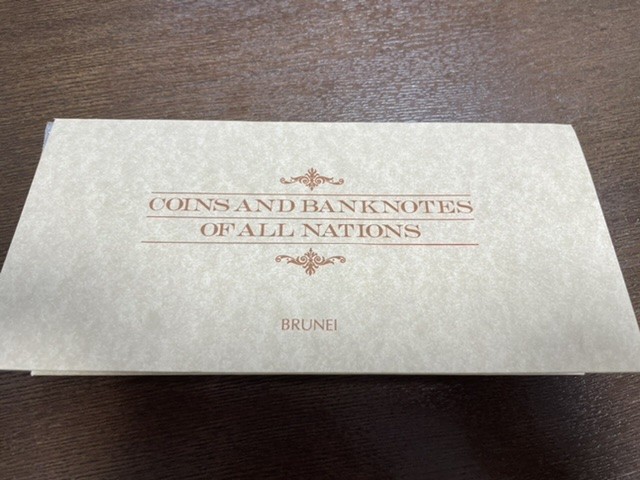 COINS AND BANKNOTES
OF ALL NATIONS
BRUNEI